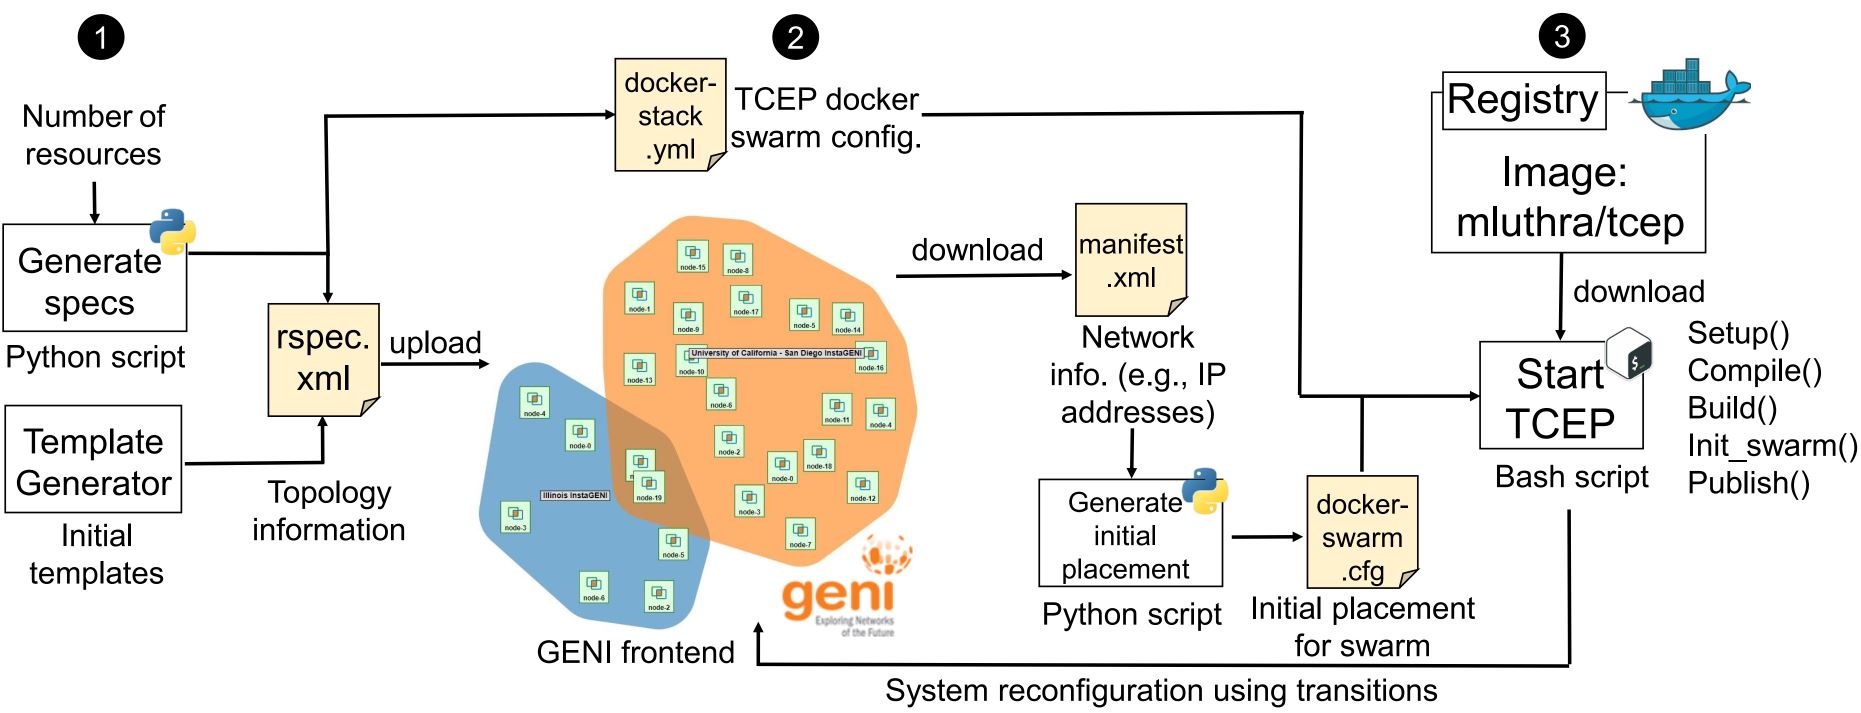 1
2
3
Number of
resources
Generate
specs
Python script
Template
Generator
Initial
templates
rspec.
xml
Topology
information
upload
docker-
stack
.yml
TCEP docker
swarm config.
node-15
node-8
node-1
node-17
node-9
node-5
node-14
University of California - San Diego InstaGENI
node-13
node-10
node-16
node-6
node-11
node-4
node-2
node-18
node-0
node-12
node-3
node-7
node-4
node-0
node-19
Illinois InstaGENI
node-3
node-5
node-6
node-2
geni
Exploring Networks
of the Future
GENI frontend
download
manifest
.xml
Network
info. (e.g., IP
addresses)
Generate
initial
placement
Python script
docker-
swarm
.cfg
Initial placement
for swarm
Registry
Image:
mluthra/tcep
download
Start
TCEP
$
Bash script
Setup()
Compile()
Build()
Init_swarm()
Publish()
System reconfiguration using transitions